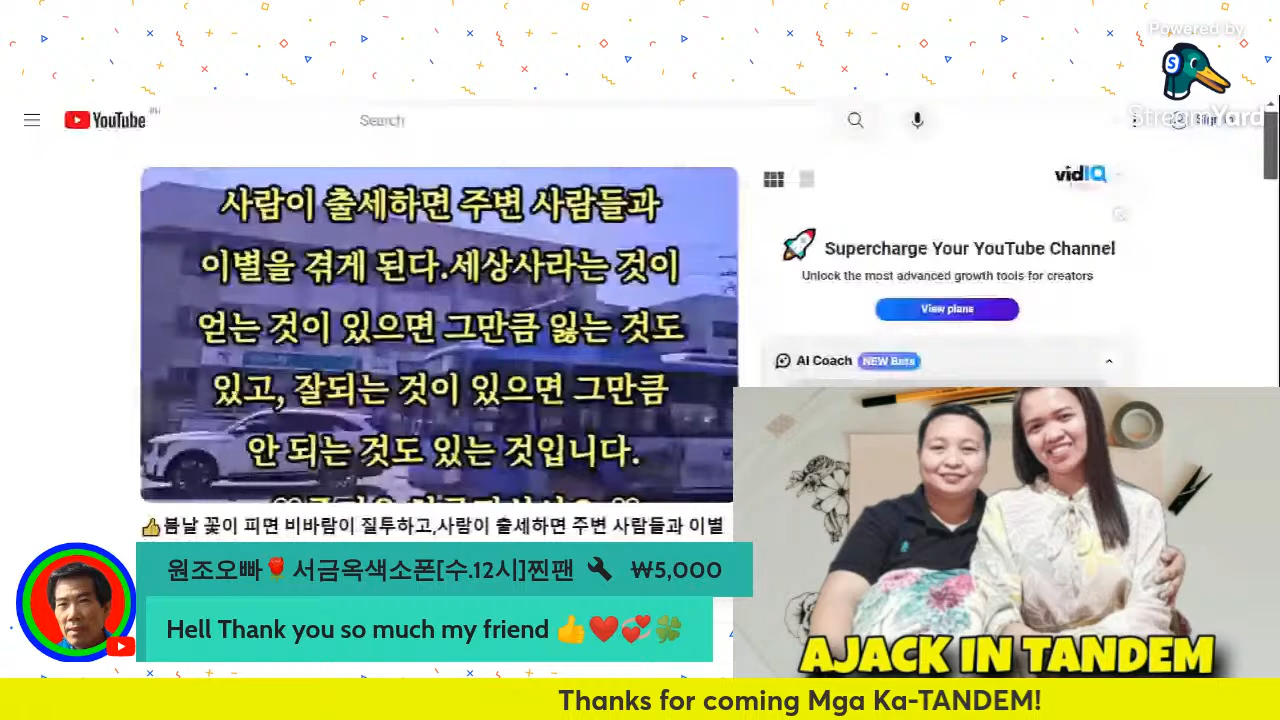 Powered by
StreamYard
YouTube
PH
Search
Sign in
사람이 출세하면 주변 사람들과
이별을 겪게 된다.세상사라는 것이
얻는 것이 있으면 그만큼 잃는 것도
있고, 잘되는 것이 있으면 그만큼
안 되는 것도 있는 것입니다.
vidIQ
Supercharge Your YouTube Channel
Unlock the most advanced growth tools for creators
View plans
AI Coach NEW Beta
👍봄날 꽃이 피면 비바람이 질투하고,사람이 출세하면 주변 사람들과 이별
원조오빠🌹서금옥색소폰[수.12시]찐팬 🔧 ₩5,000
Hell Thank you so much my friend 👍❤️💞🍀
AJACK IN TANDEM
Thanks for coming Mga Ka-TANDEM!